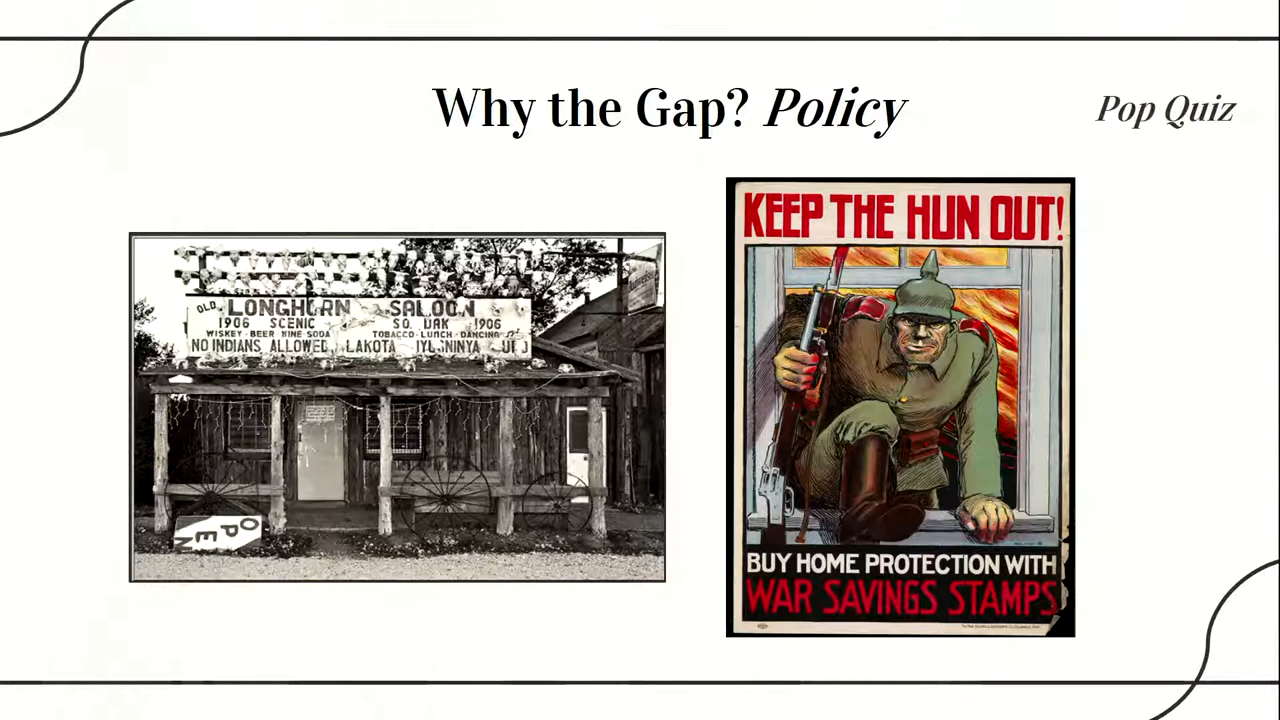 Why the Gap? Policy
Pop Quiz
OLD LONGHORN SALOON
1906 SCENIC SO. DAK 1906
WISKEY - BEER WINE SODA TOBACCO - LUNCH - DANCING
NO INDIANS ALLOWED LAKOTA
OPEN
KEEP THE HUN OUT!
BUY HOME PROTECTION WITH
WAR SAVINGS STAMPS